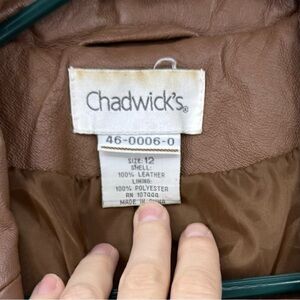 Chadwick's®
46-0006-0
SIZE: 12
SHELL:
100% LEATHER
LINING:
100% POLYESTER
RN 107000
MADE IN CHINA